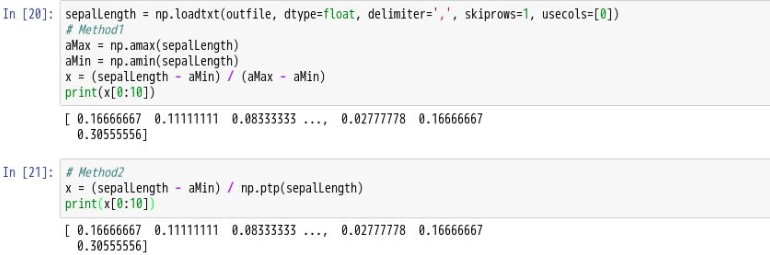 In [20]: sepalLength = np.loadtxt(outfile, dtype=float, delimiter=',', skiprows=1, usecols=[0])
# Method1
aMax = np.amax(sepalLength)
aMin = np.amin(sepalLength)
x = (sepalLength - aMin) / (aMax - aMin)
print(x[0:10])
[ 0.16666667 0.11111111 0.08333333 ..., 0.02777778 0.16666667
0.30555556]
In [21]: # Method2
x = (sepalLength - aMin) / np.ptp(sepalLength)
print(x[0:10])
[ 0.16666667 0.11111111 0.08333333 ..., 0.02777778 0.16666667
0.30555556]